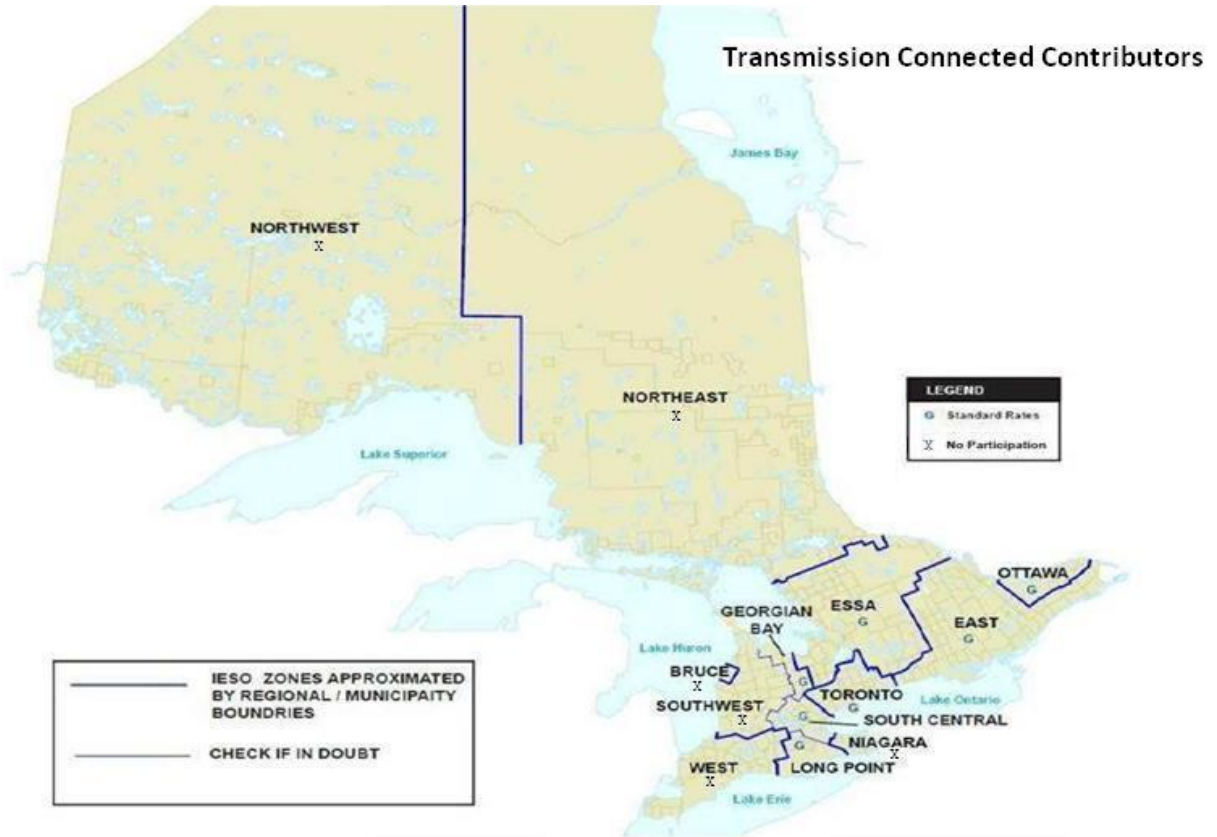 Transmission Connected Contributors
James Bay
NORTHWEST
X
NORTHEAST
X
LEGEND
G Standard Rates
X No Participation
Lake Superior
OTTAWA
G
ESSA
G
GEORGIAN
BAY
G
EAST
G
Lake Huron
BRUCE
X
TORONTO
G
Lake Ontario
SOUTHWEST
X
G
SOUTH CENTRAL
G
NIAGARA
X
WEST
X
LONG POINT
Lake Erie
IESO ZONES APPROXIMATED
BY REGIONAL / MUNICIPAITY
BOUNDRIES
CHECK IF IN DOUBT